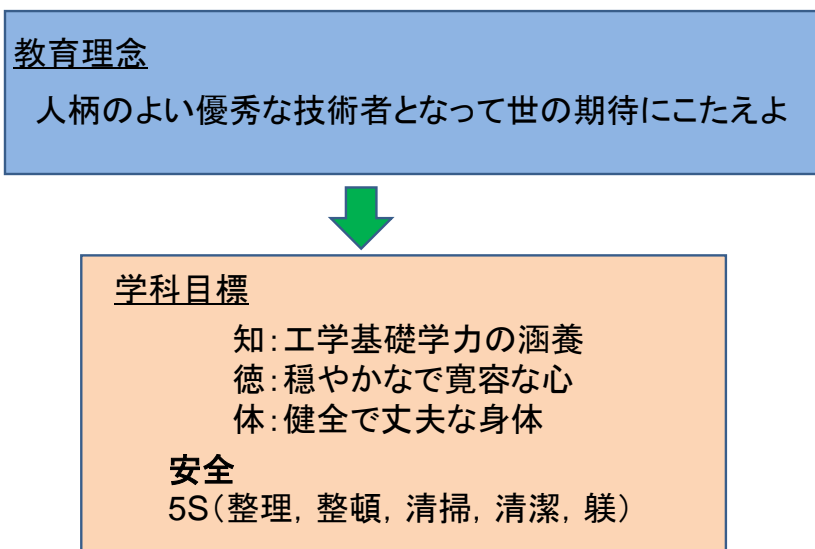 教育理念
人柄のよい優秀な技術者となって世の期待にこたえよ
学科目標
知：工学基礎学力の涵養
徳：穏やかなで寛容な心
体：健全で丈夫な身体
安全
5S（整理，整頓，清掃，清潔，躾）